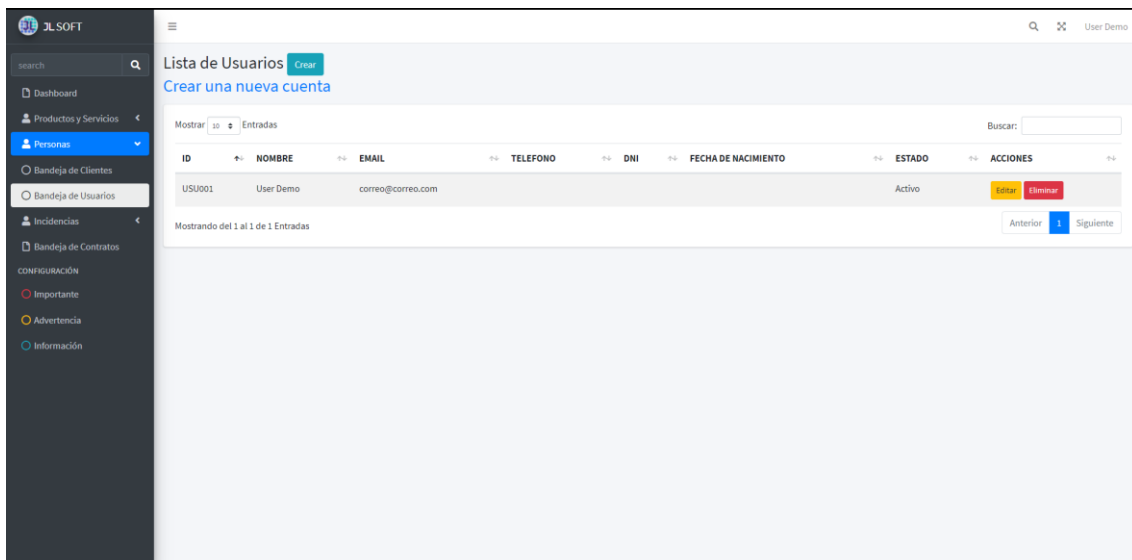 JL SOFT
search
Dashboard
Productos y Servicios
Personas
Bandeja de Clientes
Bandeja de Usuarios
Incidencias
Bandeja de Contratos
CONFIGURACIÓN
Importante
Advertencia
Información
User Demo
Lista de Usuarios Crear
Crear una nueva cuenta
Mostrar 10 Entradas Buscar:
ID NOMBRE EMAIL TELEFONO DNI FECHA DE NACIMIENTO ESTADO ACCIONES
USU001 User Demo correo@correo.com Activo Editar Eliminar
Mostrando del 1 al 1 de 1 Entradas Anterior 1 Siguiente